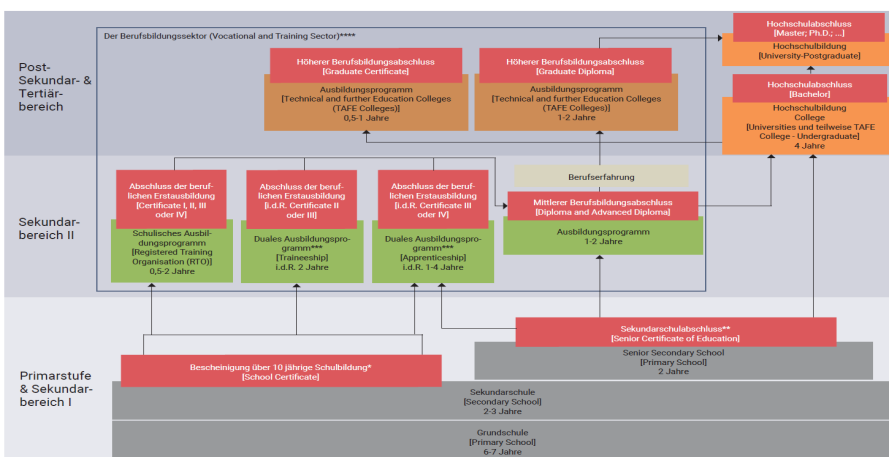 Der Berufsbildungssektor (Vocational and Training Sector)****
Post-
Sekundar- &
Tertiär-
bereich
Höherer Berufsbildungsabschluss
[Graduate Certificate]
Ausbildungsprogramm
[Technical and further Education Colleges
(TAFE Colleges)]
0,5-1 Jahre
Höherer Berufsbildungsabschluss
[Graduate Diploma]
Ausbildungsprogramm
[Technical and further Education Colleges
(TAFE Colleges)]
1-2 Jahre
Hochschulabschluss
[Master; Ph.D.; ...]
Hochschulbildung
[University-Postgraduate]
Hochschulabschluss
[Bachelor]
Hochschulbildung
College
[Universities und teilweise TAFE
College - Undergraduate]
4 Jahre
Sekundar-
bereich II
Abschluss der beruf-
lichen Erstausbildung
[Certificate I, II, III
oder IV]
Schulisches Ausbil-
dungsprogramm
[Registered Training
Organisation (RTO)]
0,5-2 Jahre
Abschluss der beruf-
lichen Erstausbildung
[i.d.R. Certificate II
oder III]
Duales Ausbildungspro-
gramm***
[Traineeship]
i.d.R. 2 Jahre
Abschluss der beruf-
lichen Erstausbildung
[i.d.R. Certificate III
oder IV]
Duales Ausbildungspro-
gramm***
[Apprenticeship]
i.d.R. 1-4 Jahre
Berufserfahrung
Mittlerer Berufsbildungsabschluss
[Diploma and Advanced Diploma]
Ausbildungsprogramm
1-2 Jahre
Primarstufe
& Sekundar-
bereich I
Bescheinigung über 10 jährige Schulbildung*
[School Certificate]
Sekundarschulabschluss**
[Senior Certificate of Education]
Senior Secondary School
[Primary School]
2 Jahre
Sekundarschule
[Secondary School]
2-3 Jahre
Grundschule
[Primary School]
6-7 Jahre